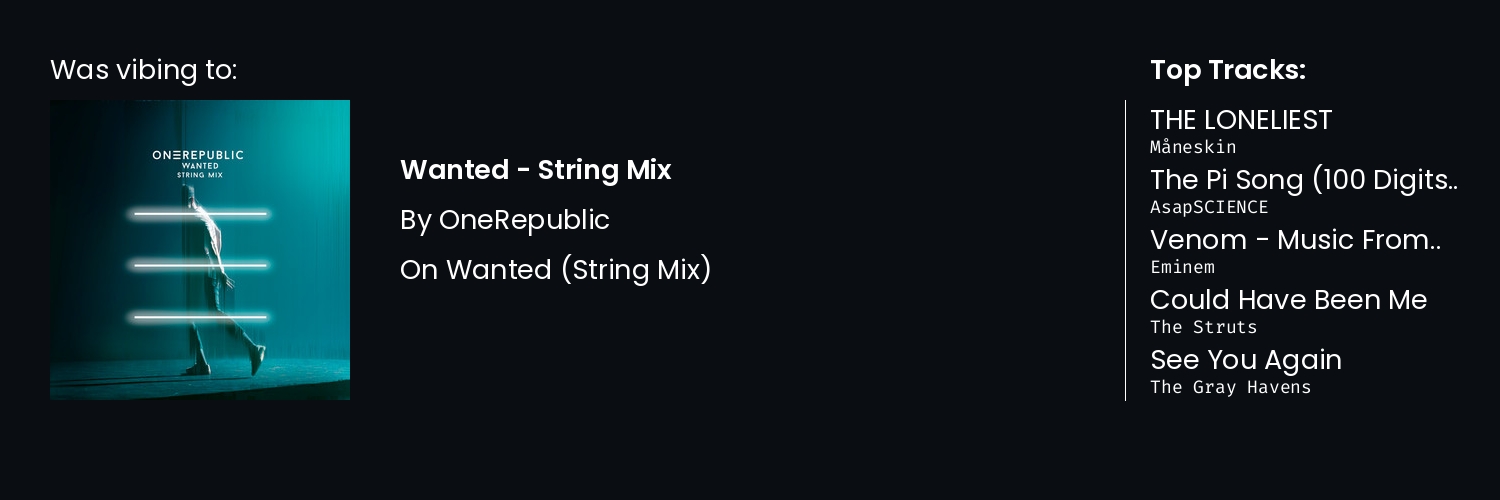 Was vibing to:
ONEREPUBLIC
WANTED
STRING MIX
Wanted - String Mix
By OneRepublic
On Wanted (String Mix)
Top Tracks:
THE LONELIEST
Måneskin
The Pi Song (100 Digits..
AsapSCIENCE
Venom - Music From..
Eminem
Could Have Been Me
The Struts
See You Again
The Gray Havens